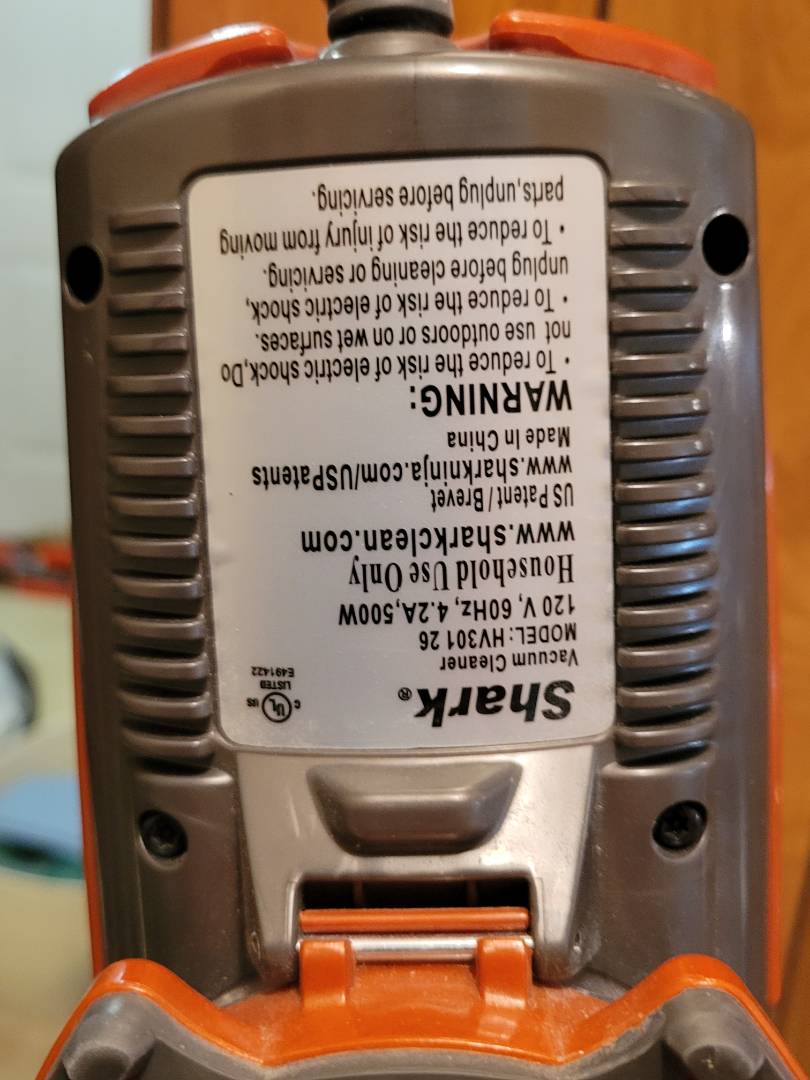 Shark®
C UL US
LISTED
E491422
Vacuum Cleaner
MODEL: HV301 26
120 V, 60Hz, 4.2A,500W
Household Use Only
www.sharkclean.com
US Patent / Brevet
www.sharkninja.com/USPatents
Made In China
WARNING:
• To reduce the risk of electric shock,Do
not use outdoors or on wet surfaces.
• To reduce the risk of electric shock,
unplug before cleaning or servicing.
• To reduce the risk of injury from moving
parts,unplug before servicing.